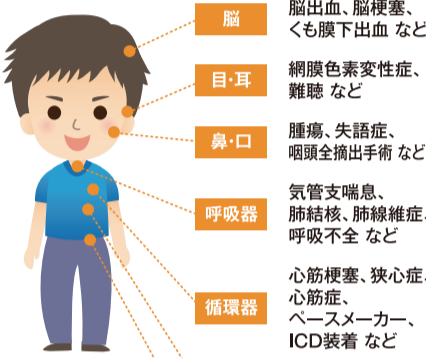 脳
脳出血、脳梗塞、
くも膜下出血 など
目・耳
網膜色素変性症、
難聴 など
鼻・口
腫瘍、失語症、
咽頭全摘出手術 など
呼吸器
気管支喘息、
肺結核、肺線維症、
呼吸不全 など
循環器
心筋梗塞、狭心症、
心筋症、
ペースメーカー、
ICD装着 など